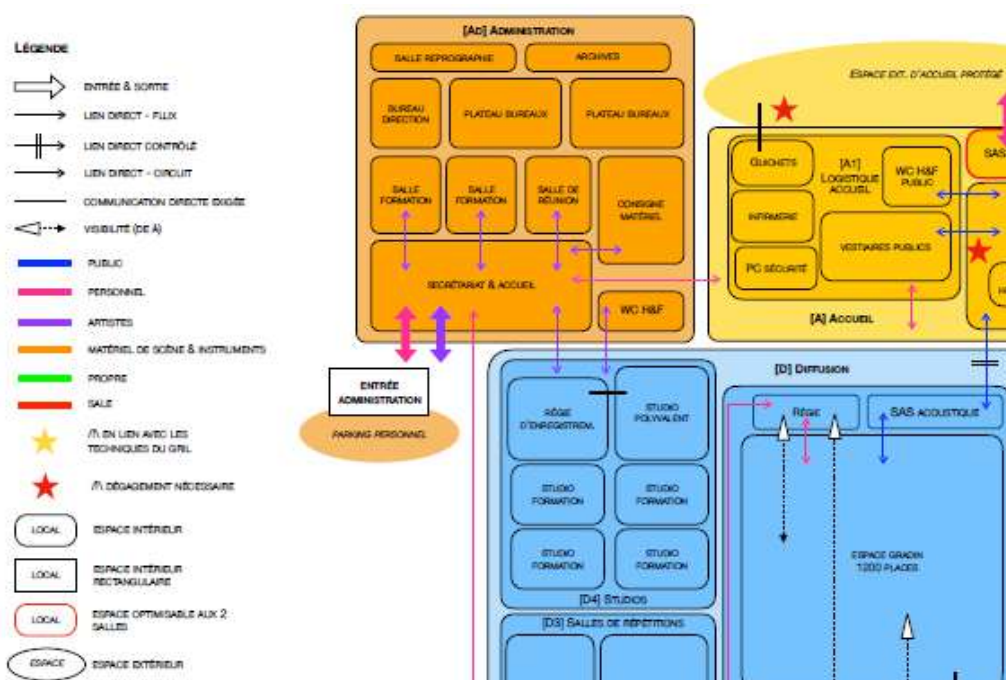 LÉGENDE
ENTRÉE & SORTIE
LIEN DIRECT - FLUX
LIEN DIRECT CONTRÔLÉ
LIEN DIRECT - CIRCUIT
COMMUNICATION DIRECTE EXIGÉE
VISIBILITÉ (DE À)
PUBLIC
PERSONNEL
ARTISTES
MATÉRIEL DE SCÈNE & INSTRUMENTS
PROPRE
SALE
/!\ EN LIEN AVEC LES
TECHNIQUES DU GRIL
/!\ DÉGAGEMENT NÉCESSAIRE
LOCAL
ESPACE INTÉRIEUR
LOCAL
ESPACE INTÉRIEUR
RECTANGULAIRE
LOCAL
ESPACE OPTIMISABLE AUX 2
SALLES
ESPACE
ESPACE EXTÉRIEUR
[AD] ADMINISTRATION
SALLE REPROGRAPHIE
ARCHIVES
BUREAU
DIRECTION
PLATEAU BUREAUX
PLATEAU BUREAUX
SALLE
FORMATION
SALLE
FORMATION
SALLE DE
RÉUNION
CONSIGNE
MATÉRIEL
SECRÉTARIAT & ACCUEIL
WC H&F
ENTRÉE
ADMINISTRATION
PARKING PERSONNEL
ESPACE EXT. D'ACCUEIL PROTÉGÉ
GUICHETS
[A1]
LOGISTIQUE
ACCUEIL
WC H&F
PUBLIC
SAS
INFIRMERIE
VESTIAIRES PUBLICS
PC SÉCURITÉ
[A] ACCUEIL
[D] DIFFUSION
RÉGIE
D'ENREGISTREM.
STUDIO
POLYVALENT
STUDIO
FORMATION
STUDIO
FORMATION
STUDIO
FORMATION
STUDIO
FORMATION
[D4] STUDIOS
[D3] SALLES DE RÉPÉTITIONS
RÉGIE
SAS ACOUSTIQUE
ESPACE GRADIN
1200 PLACES